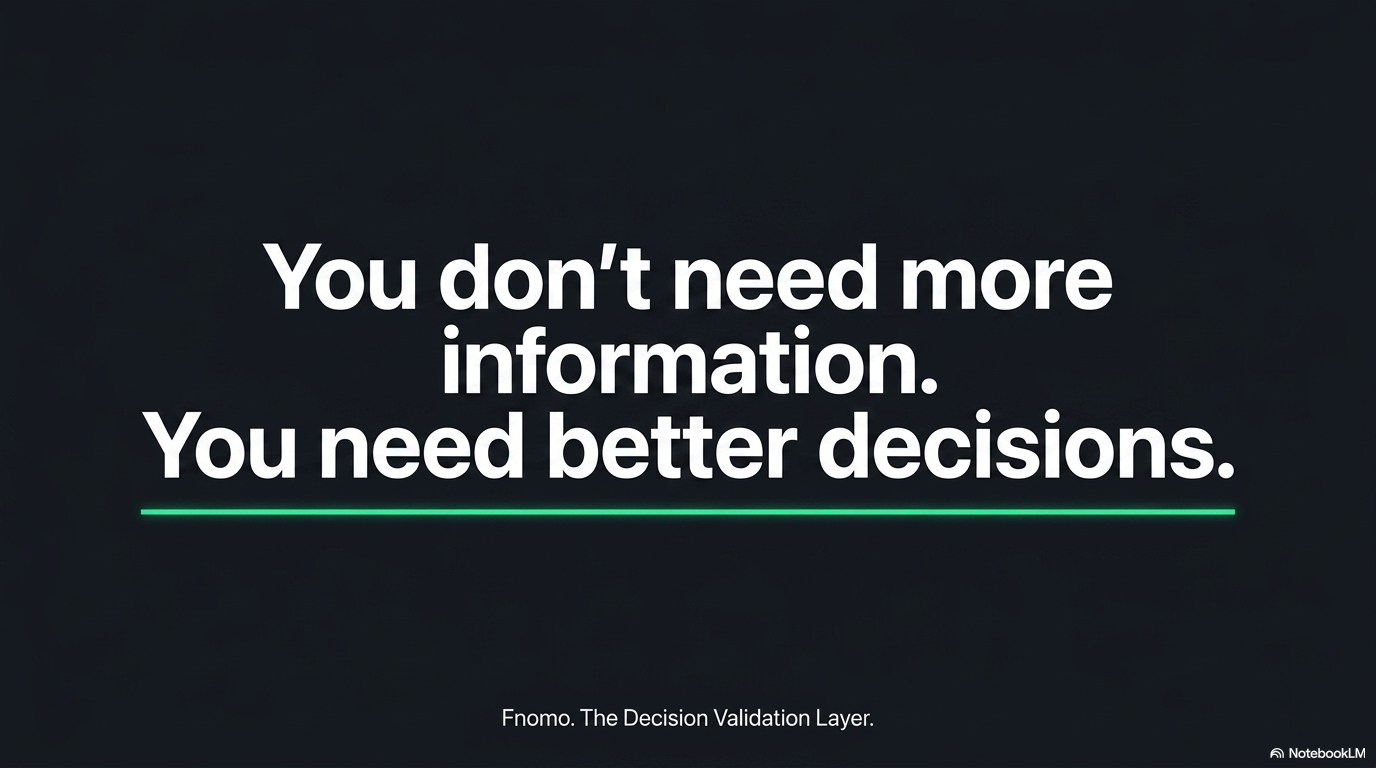 You don’t need more
information.
You need better decisions.
Fnomo. The Decision Validation Layer.
NotebookLM